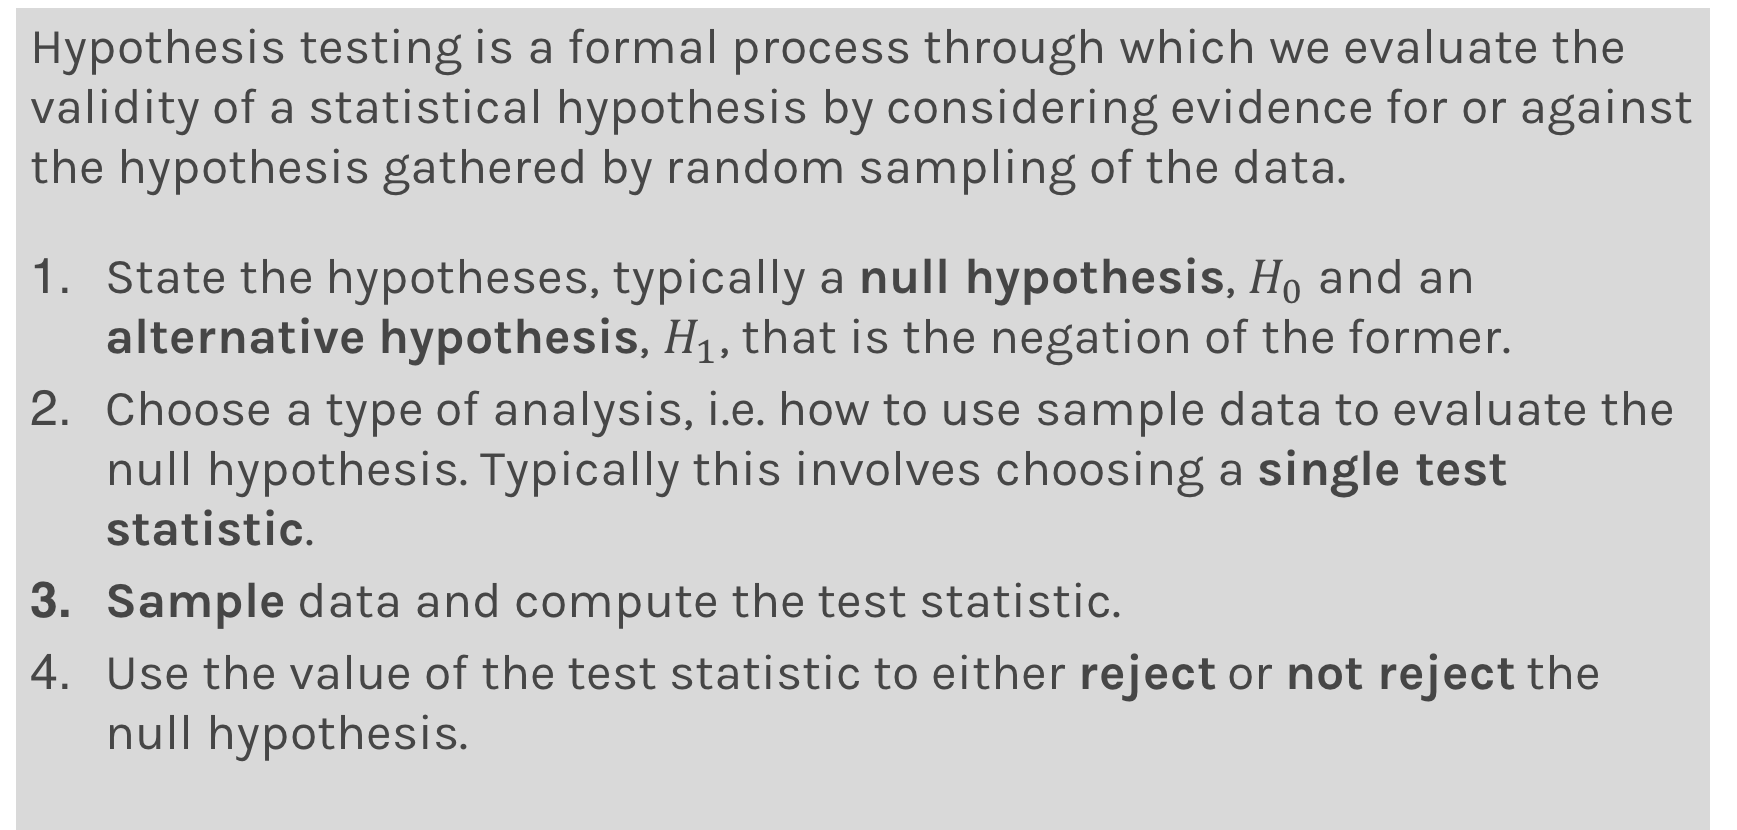 Hypothesis testing is a formal process through which we evaluate the
validity of a statistical hypothesis by considering evidence for or against
the hypothesis gathered by random sampling of the data.
1. State the hypotheses, typically a null hypothesis, H₀ and an
alternative hypothesis, H₁, that is the negation of the former.
2. Choose a type of analysis, i.e. how to use sample data to evaluate the
null hypothesis. Typically this involves choosing a single test
statistic.
3. Sample data and compute the test statistic.
4. Use the value of the test statistic to either reject or not reject the
null hypothesis.